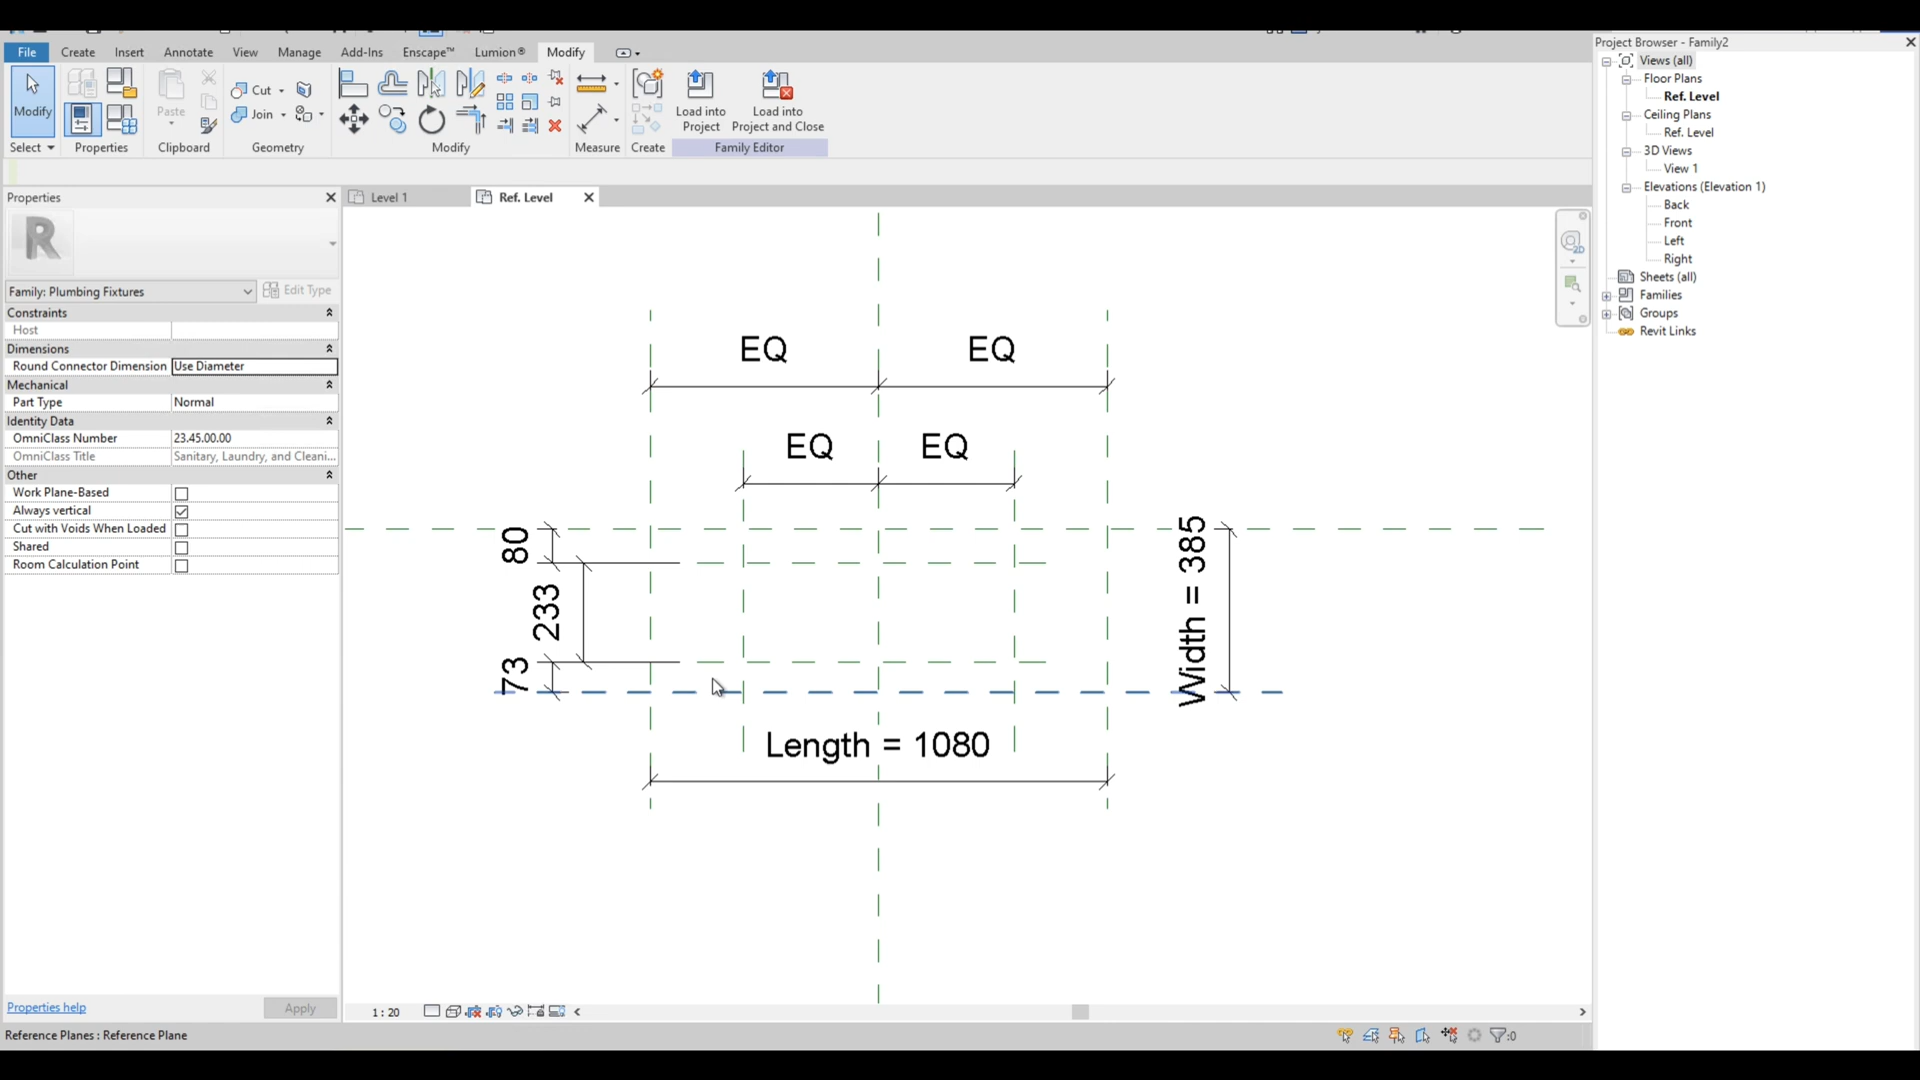 File Create Insert Annotate View Manage Add-Ins Enscape™ Lumion® Modify
Modify
Paste
Cut
Join
Load into
Project
Load into
Project and Close
Select Properties Clipboard Geometry Modify Measure Create Family Editor
Properties
Level 1
Ref. Level
R
Family: Plumbing Fixtures
Edit Type
Constraints
Host
Dimensions
Round Connector Dimension Use Diameter
Mechanical
Part Type Normal
Identity Data
OmniClass Number 23.45.00.00
OmniClass Title Sanitary, Laundry, and Cleani...
Other
Work Plane-Based
Always vertical
Cut with Voids When Loaded
Shared
Room Calculation Point
Properties help
Apply
EQ EQ
EQ EQ
80
233
73
Width = 385
Length = 1080
2D
1 : 20
Reference Planes : Reference Plane
:0
Project Browser - Family2
Views (all)
Floor Plans
Ref. Level
Ceiling Plans
Ref. Level
3D Views
View 1
Elevations (Elevation 1)
Back
Front
Left
Right
Sheets (all)
Families
Groups
Revit Links